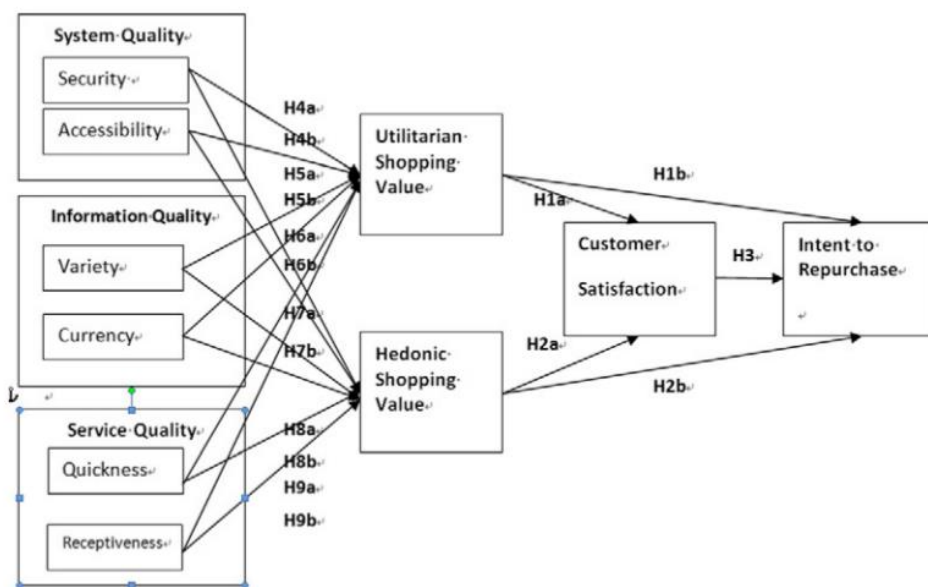 System Quality
Security
Accessibility
Information Quality
Variety
Currency
Service Quality
Quickness
Receptiveness
H4a
H4b
H5a
H5b
H6a
H6b
H7a
H7b
H8a
H8b
H9a
H9b
Utilitarian
Shopping
Value
Hedonic
Shopping
Value
H1b
H1a
H2a
H2b
Customer
Satisfaction
H3
Intent to
Repurchase